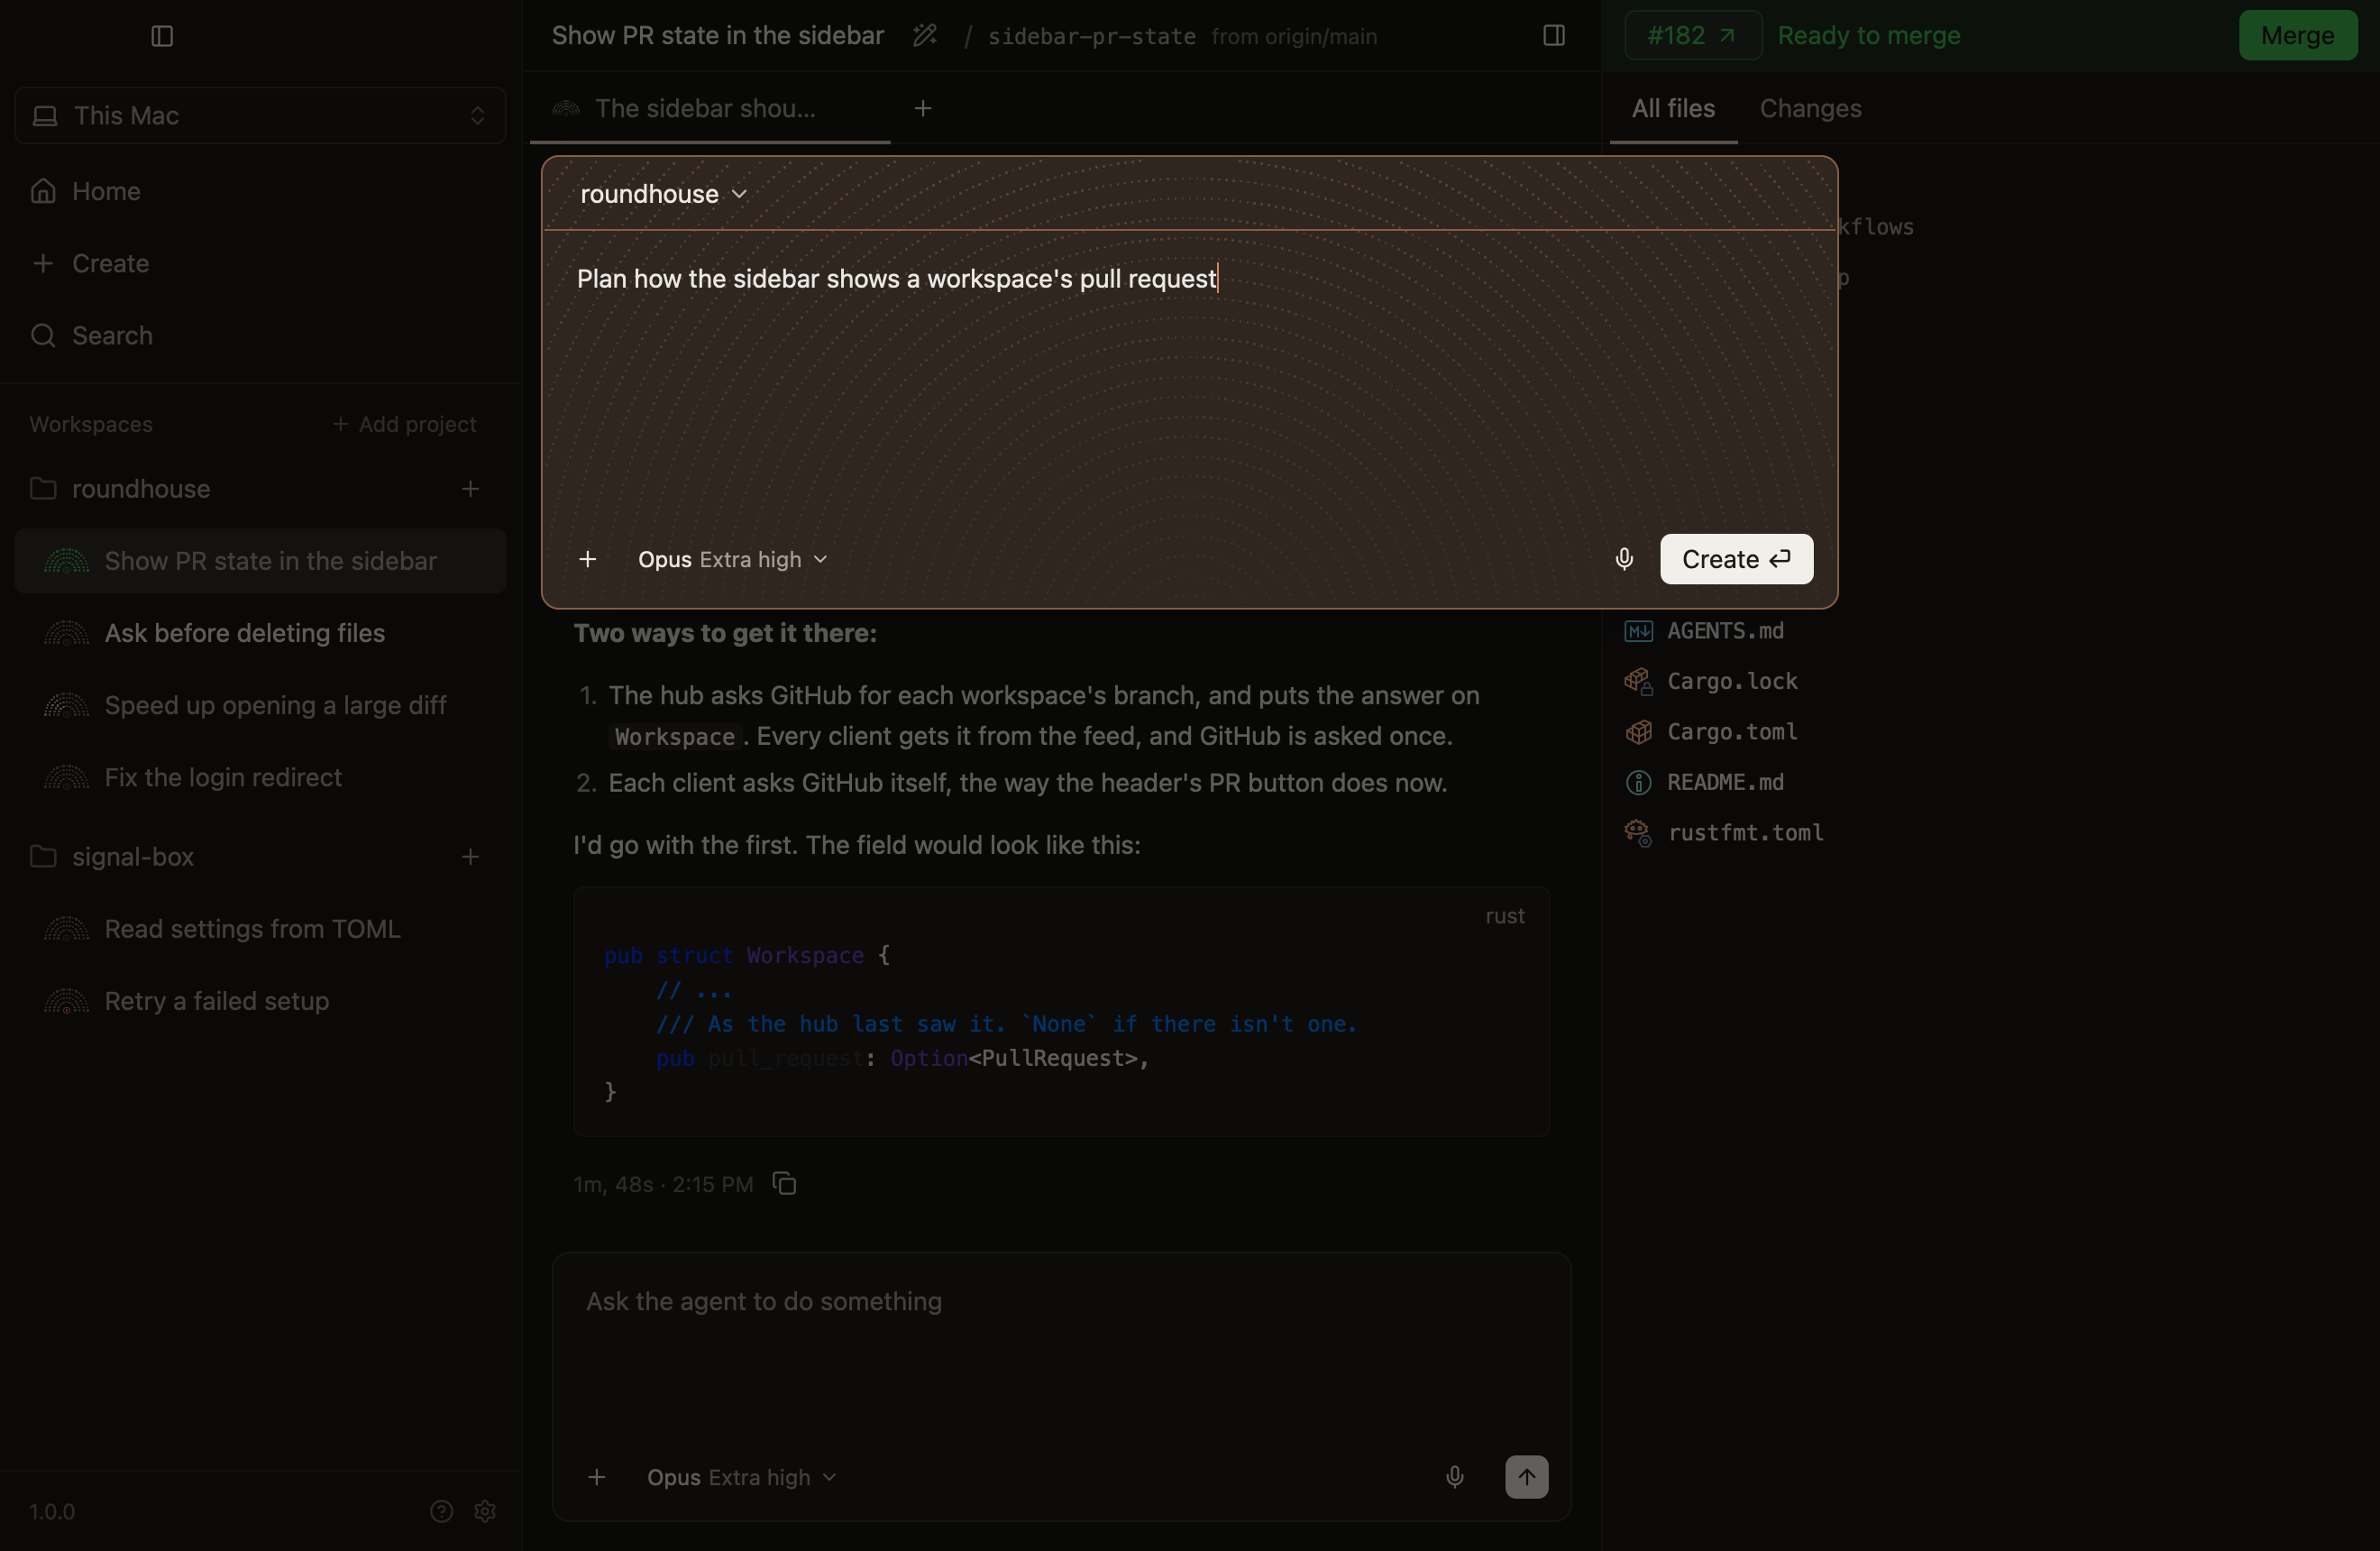 This Mac
Home
Create
Search
Workspaces
Add project
roundhouse
Show PR state in the sidebar
Ask before deleting files
Speed up opening a large diff
Fix the login redirect
signal-box
Read settings from TOML
Retry a failed setup
1.0.0
Show PR state in the sidebar / sidebar-pr-state from origin/main
The sidebar shou...
roundhouse
Plan how the sidebar shows a workspace's pull request
Opus Extra high
Create
Two ways to get it there:
1. The hub asks GitHub for each workspace's branch, and puts the answer on
Workspace. Every client gets it from the feed, and GitHub is asked once.
2. Each client asks GitHub itself, the way the header's PR button does now.
I'd go with the first. The field would look like this:
rust
pub struct Workspace {
// ...
/// As the hub last saw it. `None` if there isn't one.
pub pull_request: Option<PullRequest>,
}
1m, 48s · 2:15 PM
Ask the agent to do something
Opus Extra high
#182 Ready to merge
Merge
All files
Changes
kflows
p
AGENTS.md
Cargo.lock
Cargo.toml
README.md
rustfmt.toml